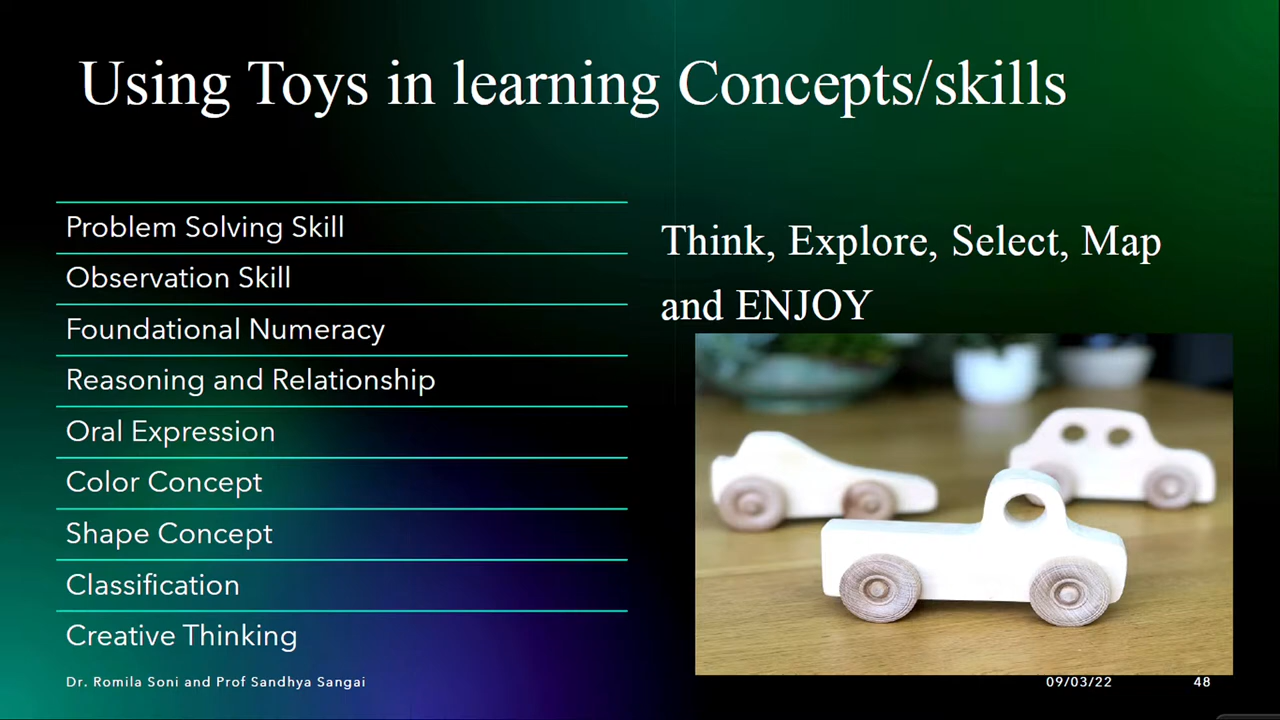 Using Toys in learning Concepts/skills
Problem Solving Skill
Observation Skill
Foundational Numeracy
Reasoning and Relationship
Oral Expression
Color Concept
Shape Concept
Classification
Creative Thinking
Think, Explore, Select, Map
and ENJOY
Dr. Romila Soni and Prof Sandhya Sangai
09/03/22
48